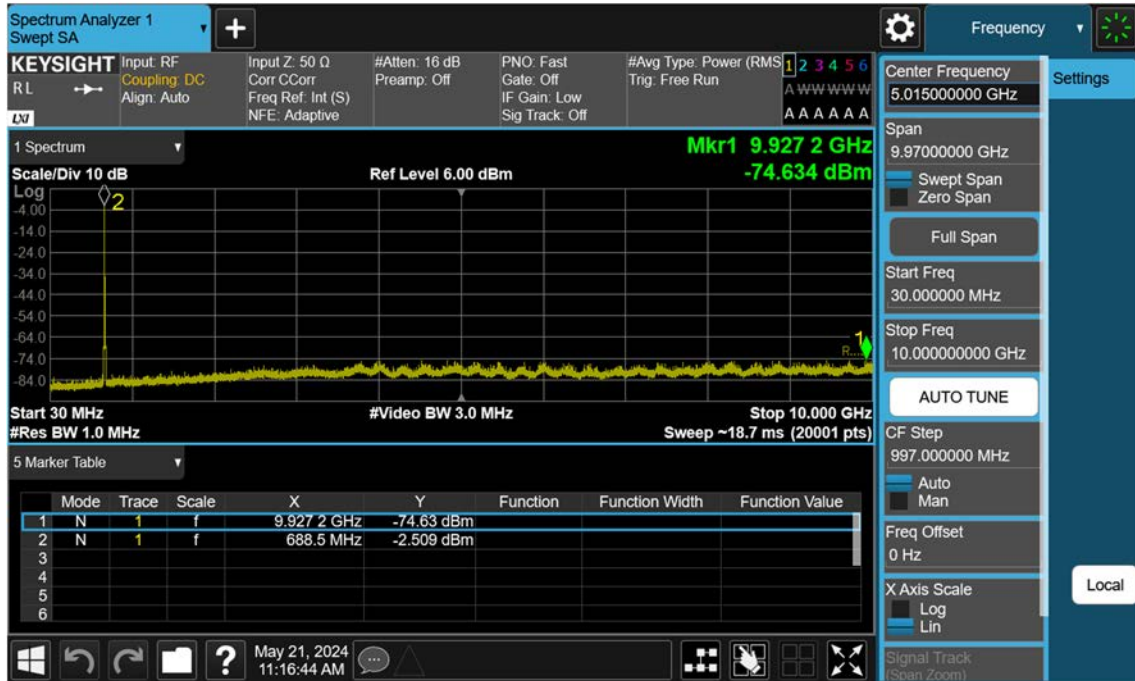 Spectrum Analyzer 1
Swept SA
+
Frequency
KEYSIGHT
RL
LXI
Input: RF
Coupling: DC
Align: Auto
Input Z: 50 Ω
Corr CCorr
Freq Ref: Int (S)
NFE: Adaptive
#Atten: 16 dB
Preamp: Off
PNO: Fast
Gate: Off
IF Gain: Low
Sig Track: Off
#Avg Type: Power (RMS
Trig: Free Run
1 2 3 4 5 6
A W W W W W
A A A A A A
1 Spectrum
Mkr1 9.927 2 GHz
-74.634 dBm
Scale/Div 10 dB
Ref Level 6.00 dBm
Log
2
-4.00
-14.0
-24.0
-34.0
-44.0
-54.0
-64.0
1
R....
-74.0
-84.0
Start 30 MHz
#Video BW 3.0 MHz
Stop 10.000 GHz
#Res BW 1.0 MHz
Sweep ~18.7 ms (20001 pts)
5 Marker Table
Mode Trace Scale X Y Function Function Width Function Value
1 N 1 f 9.927 2 GHz -74.63 dBm
2 N 1 f 688.5 MHz -2.509 dBm
3
4
5
6
?
May 21, 2024
11:16:44 AM
Center Frequency
5.015000000 GHz
Settings
Span
9.97000000 GHz
Swept Span
Zero Span
Full Span
Start Freq
30.000000 MHz
Stop Freq
10.000000000 GHz
AUTO TUNE
CF Step
997.000000 MHz
Auto
Man
Freq Offset
0 Hz
X Axis Scale
Log
Lin
Local
Signal Track
(Span Zoom)